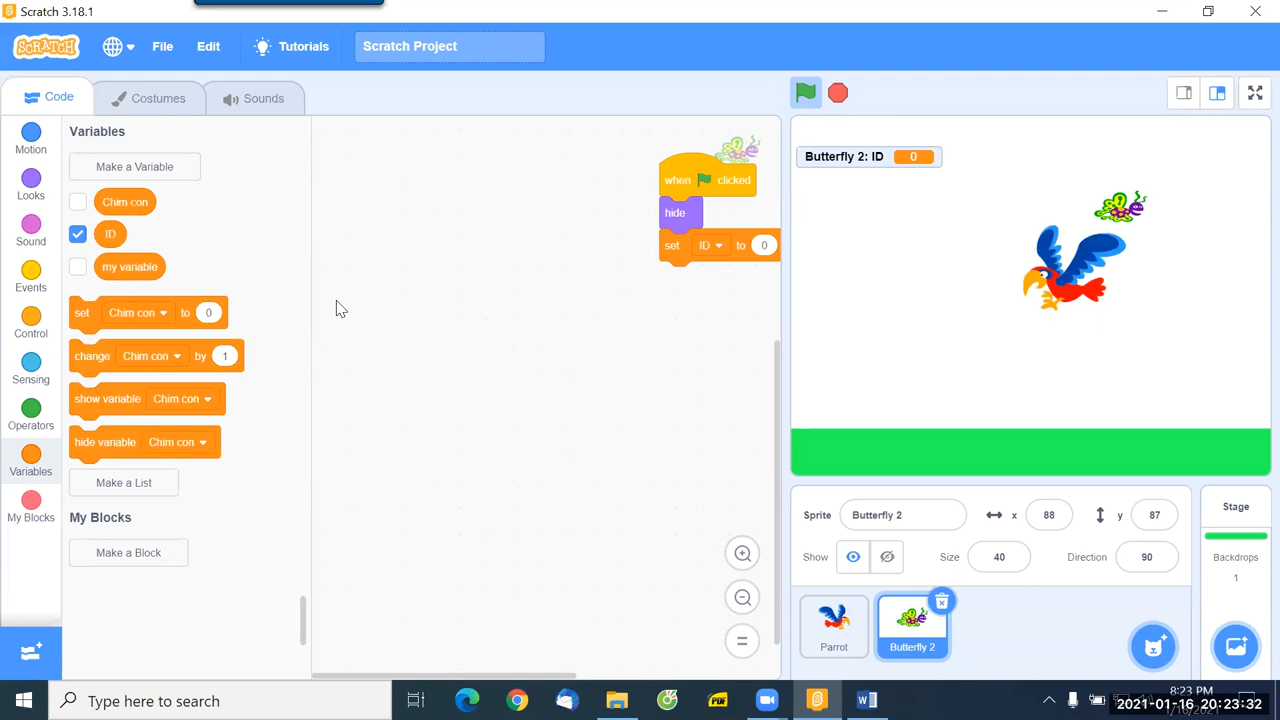 Scratch 3.18.1
SCRATCH
File
Edit
Tutorials
Scratch Project
Code
Costumes
Sounds
Motion
Looks
Sound
Events
Control
Sensing
Operators
Variables
My Blocks
Variables
Make a Variable
Chim con
ID
my variable
set Chim con to 0
change Chim con by 1
show variable Chim con
hide variable Chim con
Make a List
My Blocks
Make a Block
when clicked
hide
set ID to 0
Butterfly 2: ID 0
Sprite Butterfly 2 x 88 y 87
Show Size 40 Direction 90
Parrot
Butterfly 2
Stage
Backdrops
1
Type here to search
PDF
W
8:23 PM
2021-01-16 20:23:32